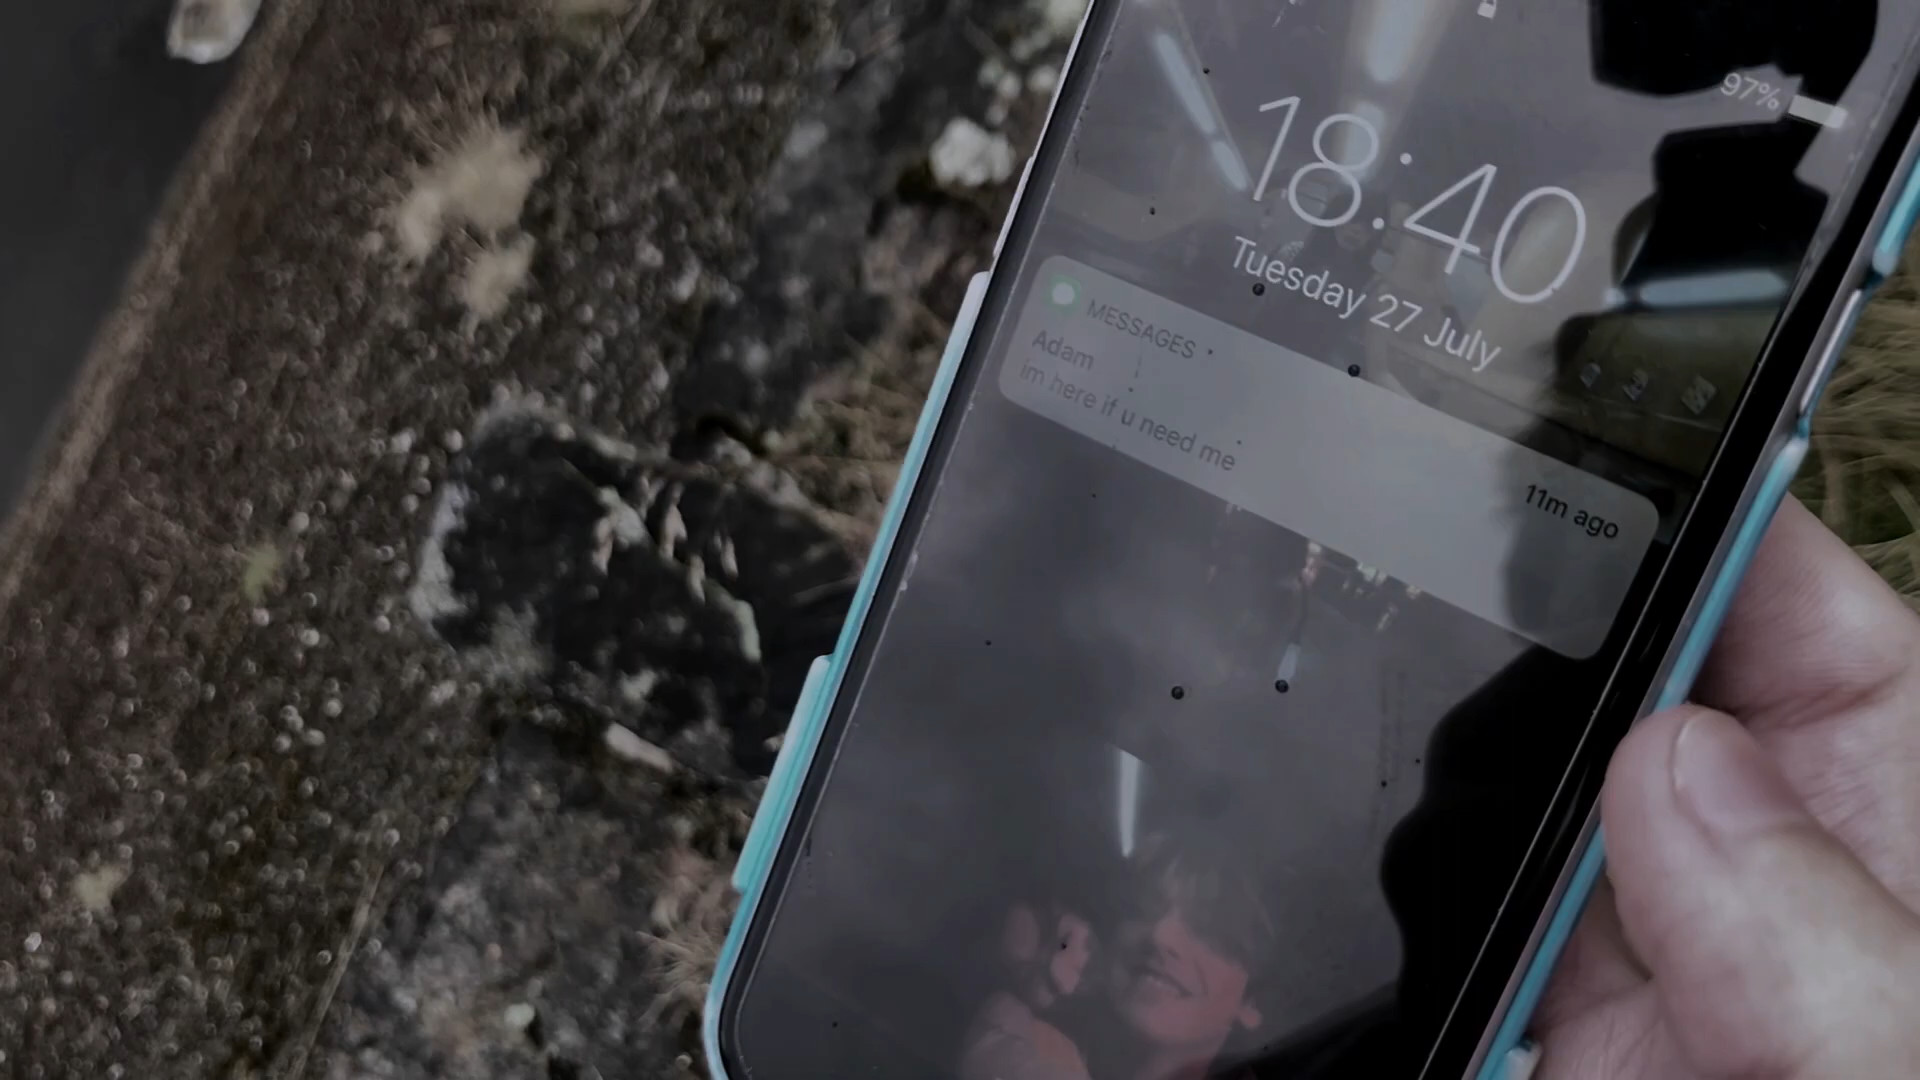 97%
18:40
Tuesday 27 July
MESSAGES
11m ago
Adam
im here if u need me